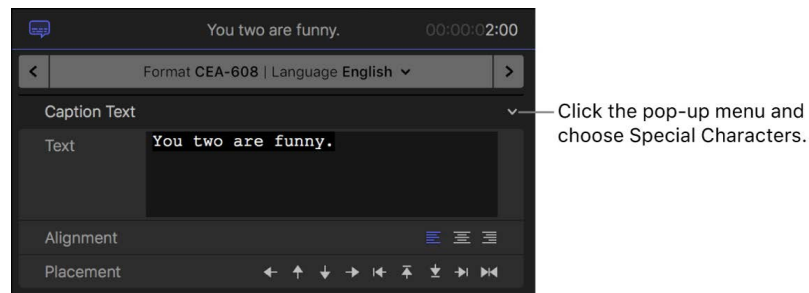 You two are funny. 00:00:02:00
Format CEA-608 | Language English
Caption Text
Click the pop-up menu and
choose Special Characters.
Text You two are funny.
Alignment
Placement